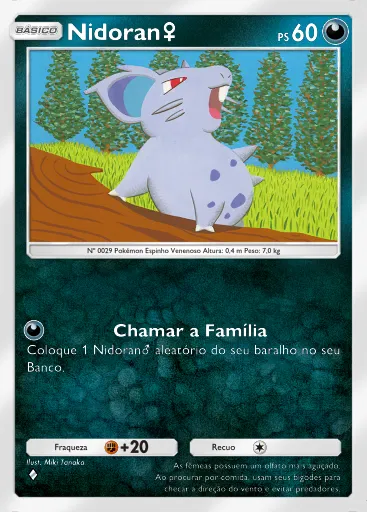 BÁSICO Nidoran♀ PS 60
Nº 0029 Pokémon Espinho Venenoso Altura: 0,4 m Peso: 7,0 kg
Chamar a Família
Coloque 1 Nidoran♂ aleatório do seu baralho no seu
Banco.
Fraqueza +20 Recuo
Ilust. Miki Tanaka
As fêmeas possuem um olfato mais aguçado.
Ao procurar por comida, usam seus bigodes para
checar a direção do vento e evitar predadores.